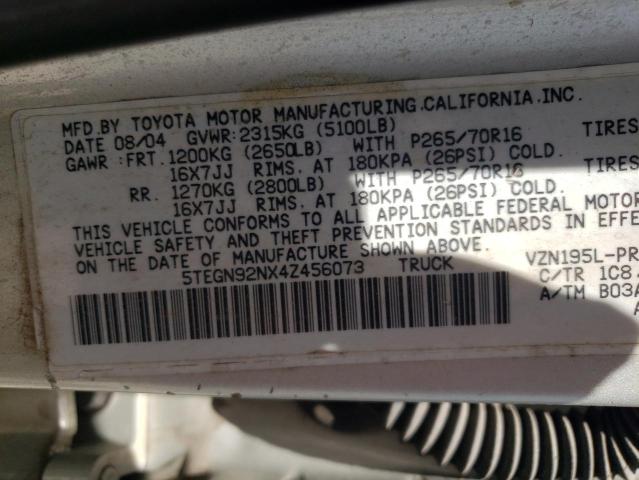 MFD.BY TOYOTA MOTOR MANUFACTURING.CALIFORNIA.INC.
DATE 08/04 GVWR:2315KG (5100LB)
GAWR :FRT.1200KG (2650LB) WITH P265/70R16 TIRES
16X7JJ RIMS. AT 180KPA (26PSI) COLD.
RR. 1270KG (2800LB) WITH P265/70R16 TIRES
16X7JJ RIMS. AT 180KPA (26PSI) COLD.
THIS VEHICLE CONFORMS TO ALL APPLICABLE FEDERAL MOTOR
VEHICLE SAFETY AND THEFT PREVENTION STANDARDS IN EFFE
ON THE DATE OF MANUFACTURE SHOWN ABOVE.
5TEGN92NX4Z456073 TRUCK VZN195L-PR
C/TR 1C8
A/TM B03A